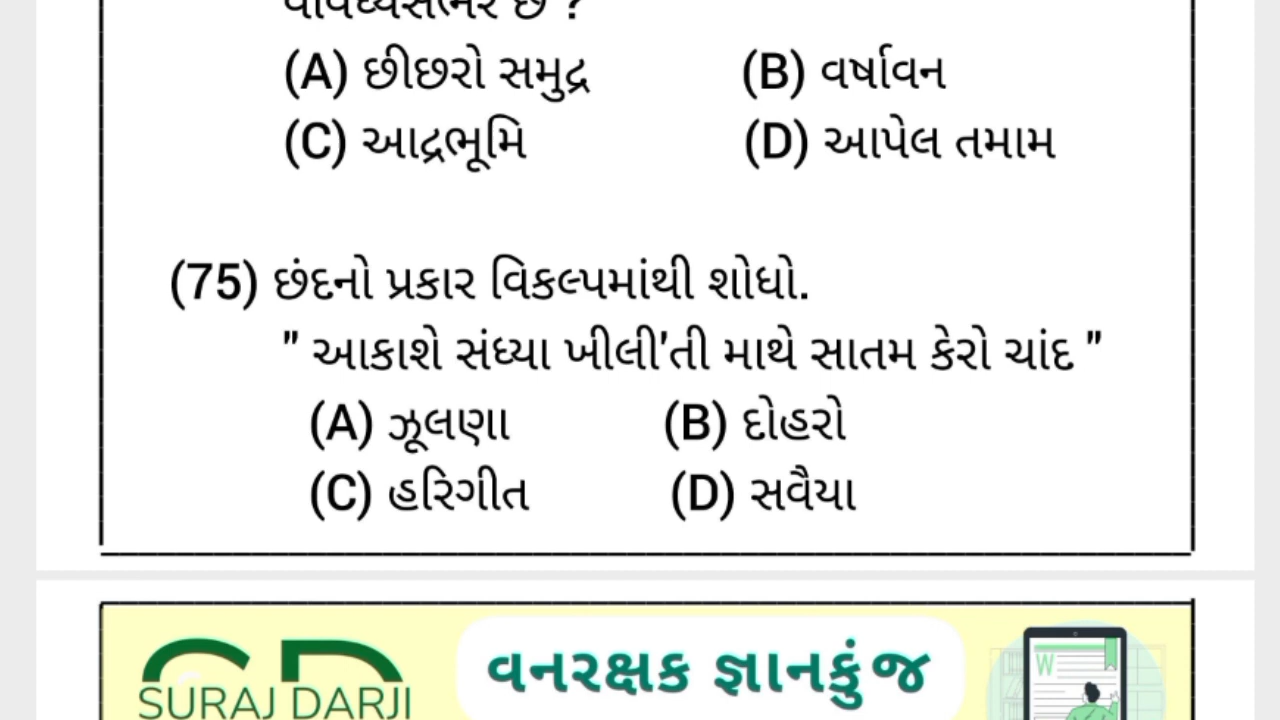 (A) છીછરો સમુદ્ર (B) વર્ષાવન
(C) આદ્રભૂમિ (D) આપેલ તમામ
(75) છંદનો પ્રકાર વિકલ્પમાંથી શોધો.
" આકાશે સંધ્યા ખીલી'તી માથે સાતમ કેરો ચાંદ "
(A) ઝૂલણા (B) દોહરો
(C) હરિગીત (D) સવૈયા
SURAJ DARJI
વનરક્ષક જ્ઞાનકુંજ
W